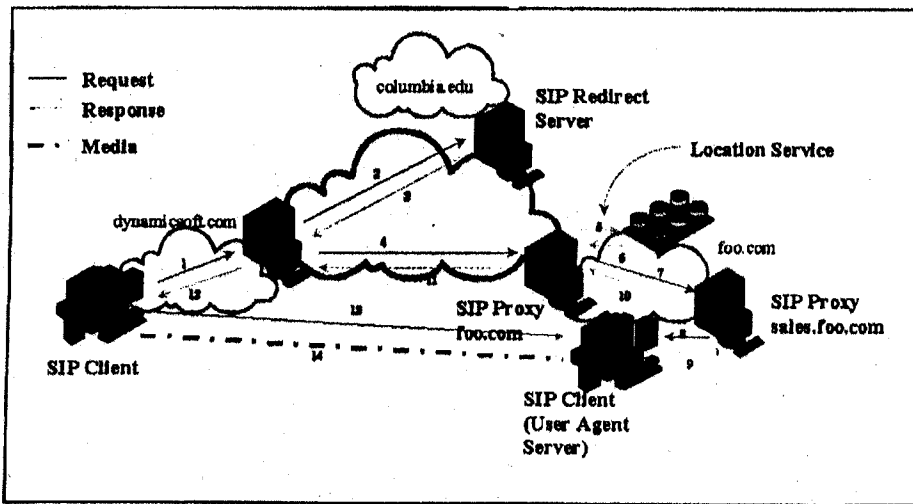 Request
Response
Media
columbia.edu
SIP Redirect
Server
Location Service
dynamicsoft.com
foo.com
1
2
3
4
5
6
7
8
9
10
11
12
13
14
SIP Client
SIP Proxy
foo.com
SIP Proxy
sales.foo.com
SIP Client
(User Agent
Server)